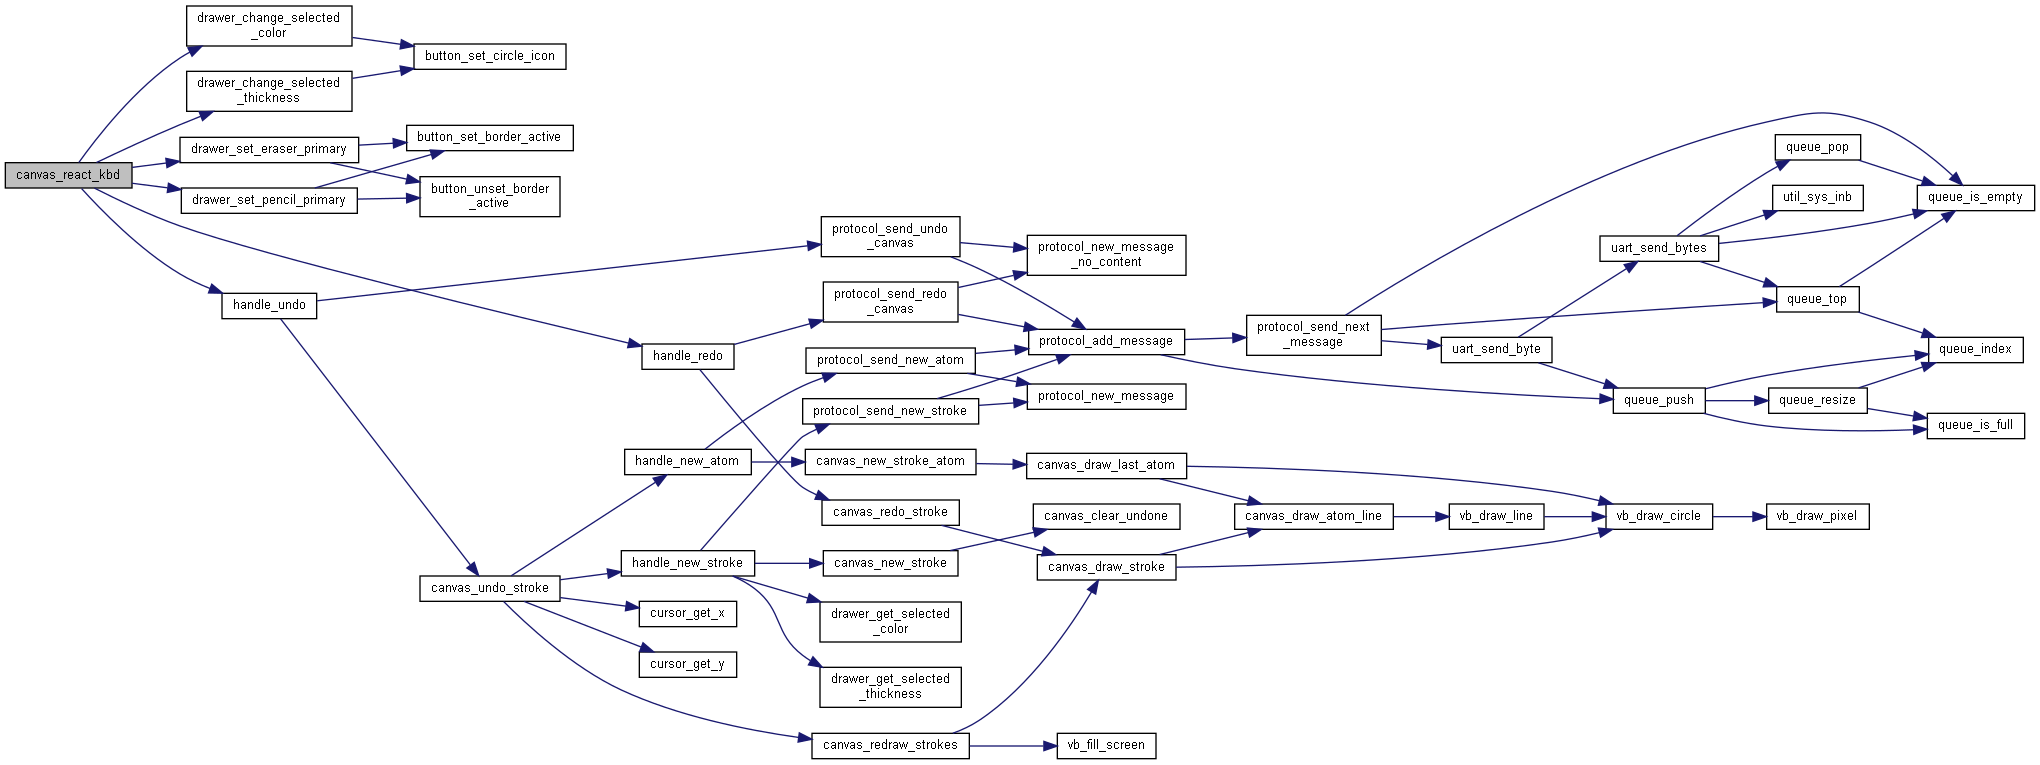 canvas_react_kbd
drawer_change_selected
_color
drawer_change_selected
_thickness
drawer_set_eraser_primary
drawer_set_pencil_primary
handle_undo
button_set_circle_icon
button_set_border_active
button_unset_border
_active
canvas_undo_stroke
handle_redo
handle_new_atom
handle_new_stroke
cursor_get_x
cursor_get_y
protocol_send_undo
_canvas
protocol_send_redo
_canvas
protocol_send_new_atom
protocol_send_new_stroke
canvas_new_stroke_atom
canvas_redo_stroke
canvas_new_stroke
drawer_get_selected
_color
drawer_get_selected
_thickness
canvas_redraw_strokes
protocol_new_message
_no_content
protocol_add_message
protocol_new_message
canvas_draw_last_atom
canvas_clear_undone
canvas_draw_stroke
vb_fill_screen
protocol_send_next
_message
canvas_draw_atom_line
uart_send_byte
vb_draw_line
uart_send_bytes
queue_push
vb_draw_circle
queue_pop
util_sys_inb
queue_top
queue_resize
vb_draw_pixel
queue_is_empty
queue_index
queue_is_full